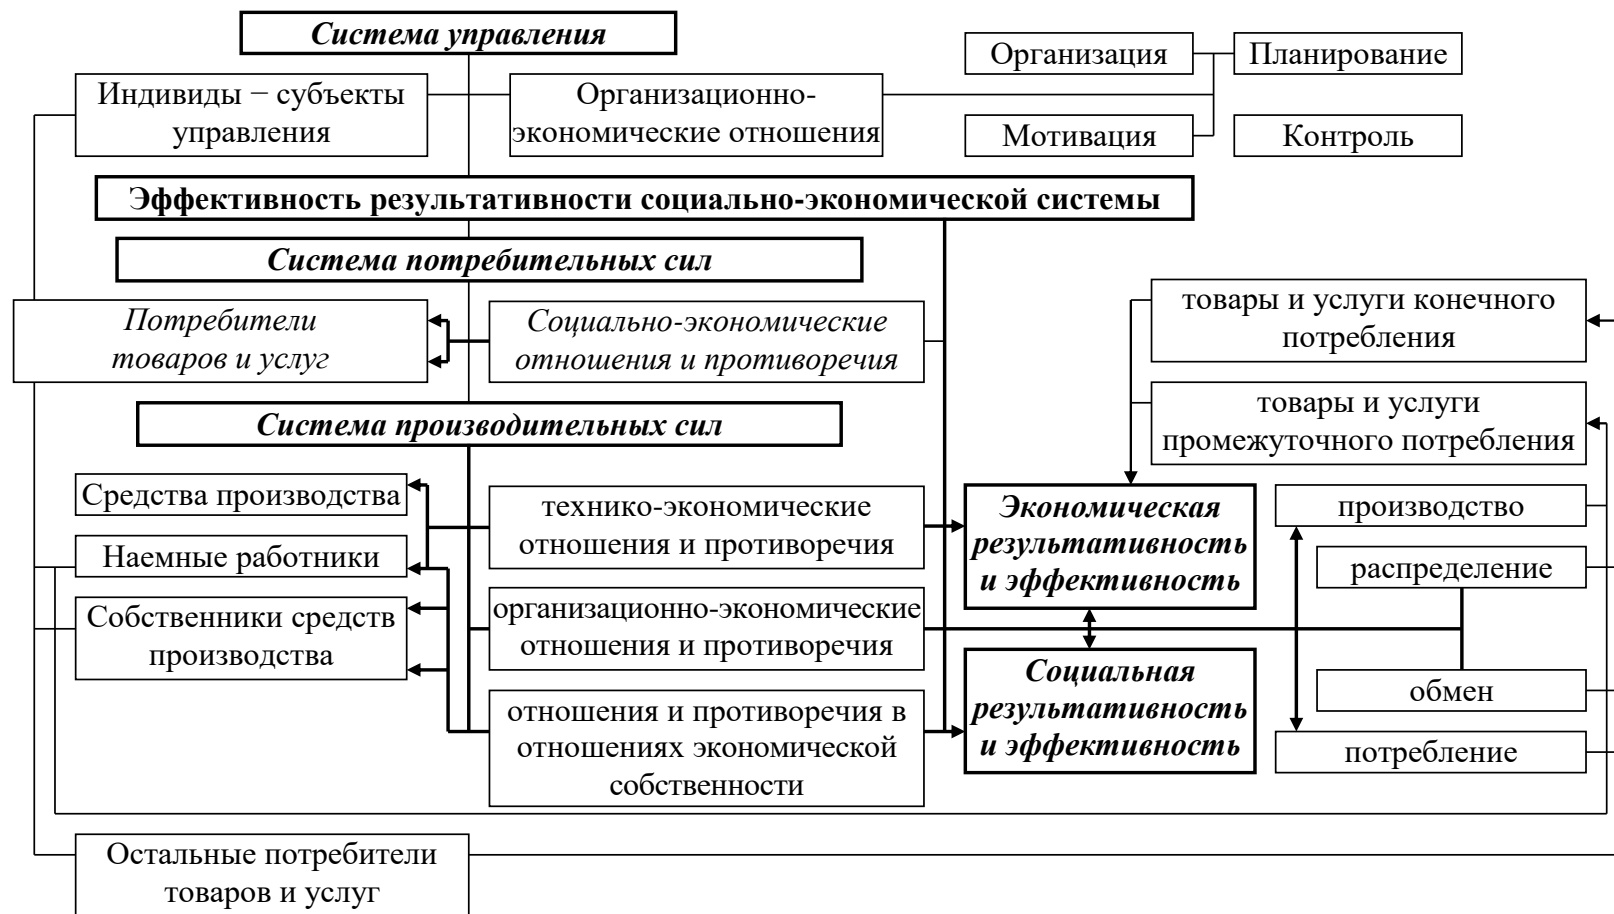 Система управления
Организация
Планирование
Индивиды − субъекты
управления
Организационно-
экономические отношения
Мотивация
Контроль
Эффективность результативности социально-экономической системы
Система потребительных сил
Потребители
товаров и услуг
Социально-экономические
отношения и противоречия
товары и услуги конечного
потребления
товары и услуги
промежуточного потребления
Система производительных сил
Средства производства
Наемные работники
Собственники средств
производства
технико-экономические
отношения и противоречия
организационно-экономические
отношения и противоречия
отношения и противоречия в
отношениях экономической
собственности
Экономическая
результативность
и эффективность
Социальная
результативность
и эффективность
производство
распределение
обмен
потребление
Остальные потребители
товаров и услуг